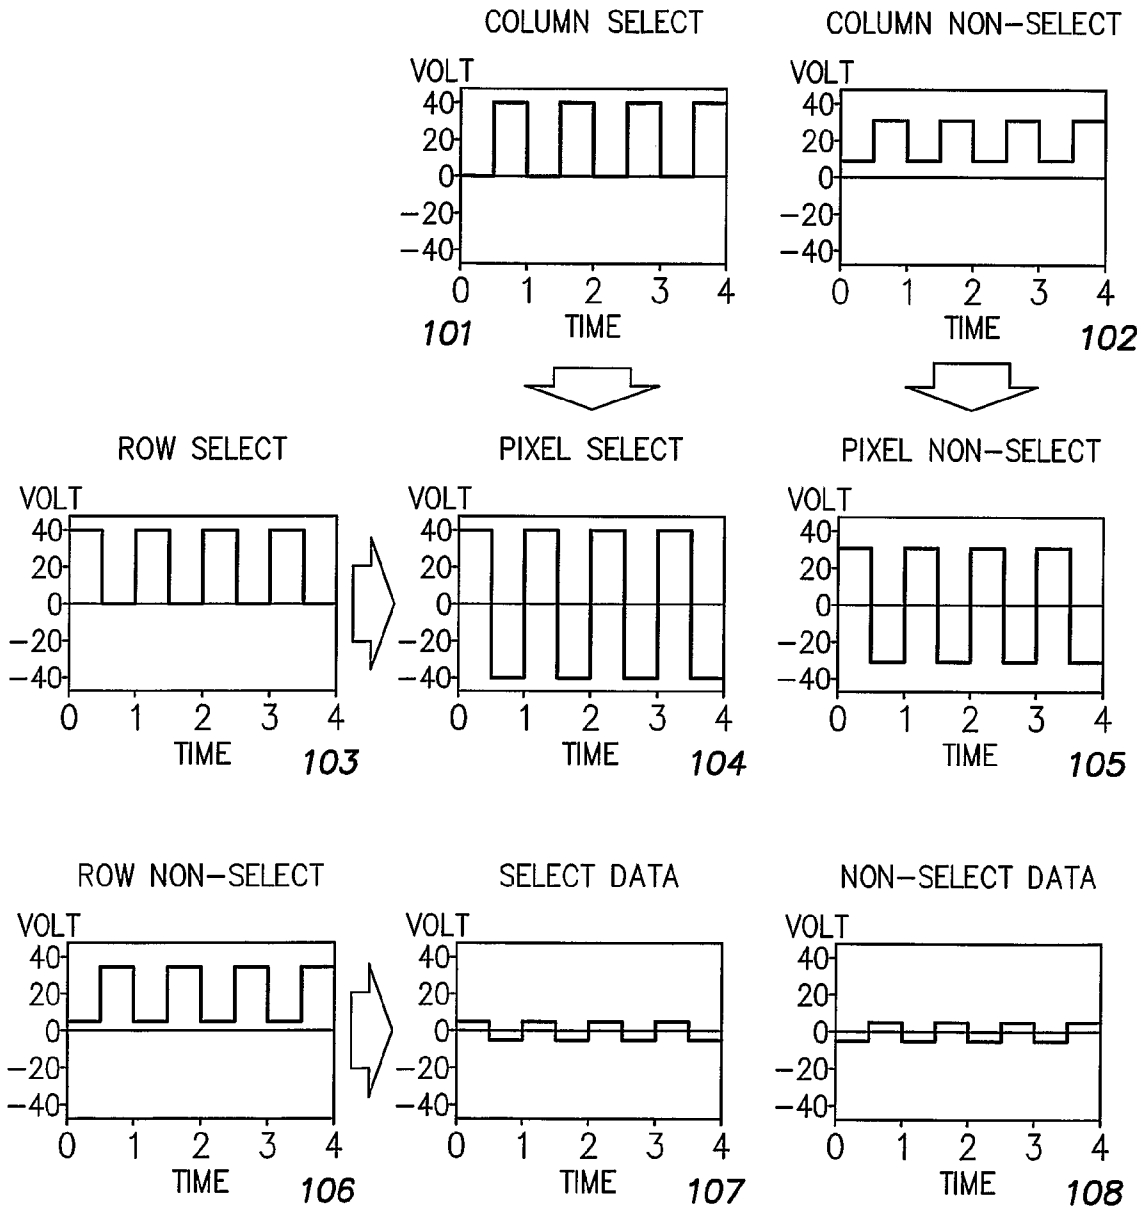 COLUMN SELECT
VOLT
40
20
0
-20
-40
0 1 2 3 4
TIME
101
COLUMN NON-SELECT
VOLT
40
20
0
-20
-40
0 1 2 3 4
TIME
102
ROW SELECT
VOLT
40
20
0
-20
-40
0 1 2 3 4
TIME
103
PIXEL SELECT
VOLT
40
20
0
-20
-40
0 1 2 3 4
TIME
104
PIXEL NON-SELECT
VOLT
40
20
0
-20
-40
0 1 2 3 4
TIME
105
ROW NON-SELECT
VOLT
40
20
0
-20
-40
0 1 2 3 4
TIME
106
SELECT DATA
VOLT
40
20
0
-20
-40
0 1 2 3 4
TIME
107
NON-SELECT DATA
VOLT
40
20
0
-20
-40
0 1 2 3 4
TIME
108